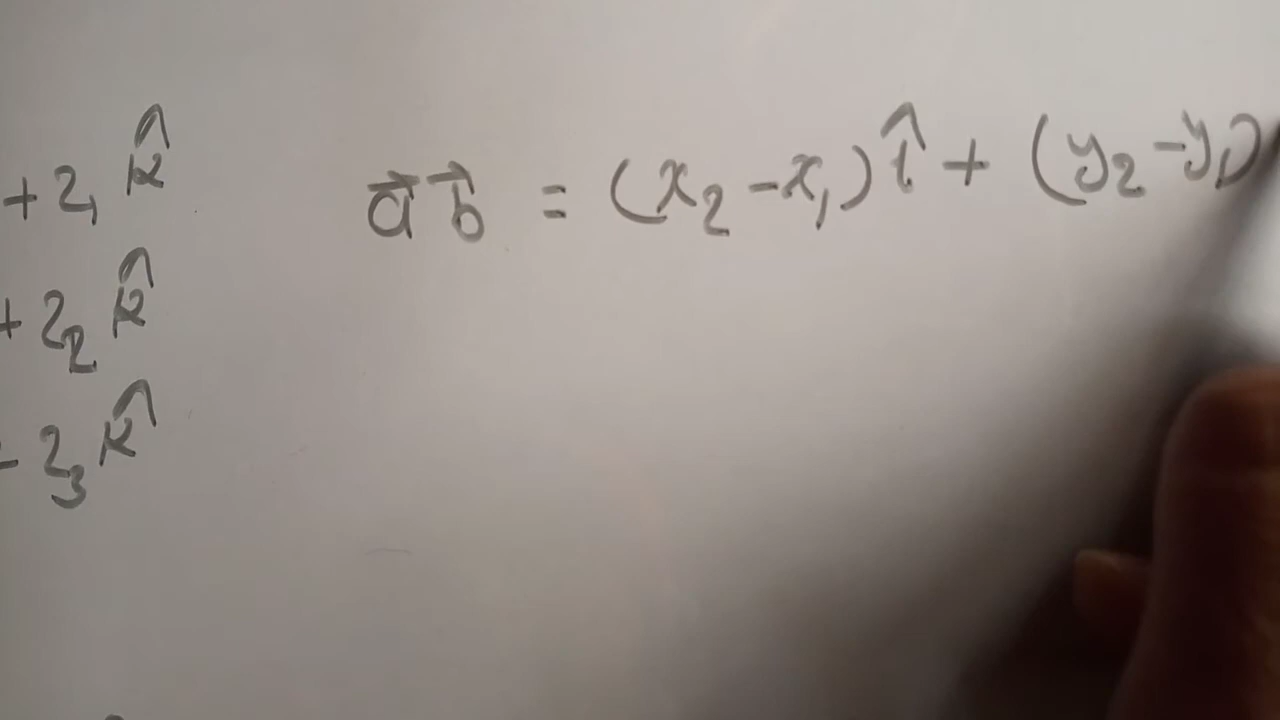 + z₁ k̂
a⃗ b⃗ = (x₂ - x₁) î + (y₂ - y₁)
+ z₂ k̂
- z₃ k̂